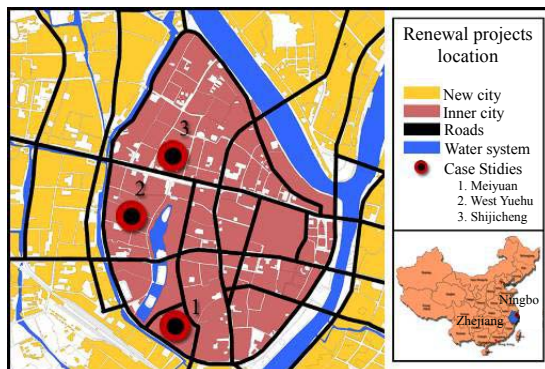 Renewal projects
location
New city
Inner city
Roads
Water system
Case Stidies
1. Meiyuan
2. West Yuehu
3. Shijicheng
3
2
1
Ningbo
Zhejiang